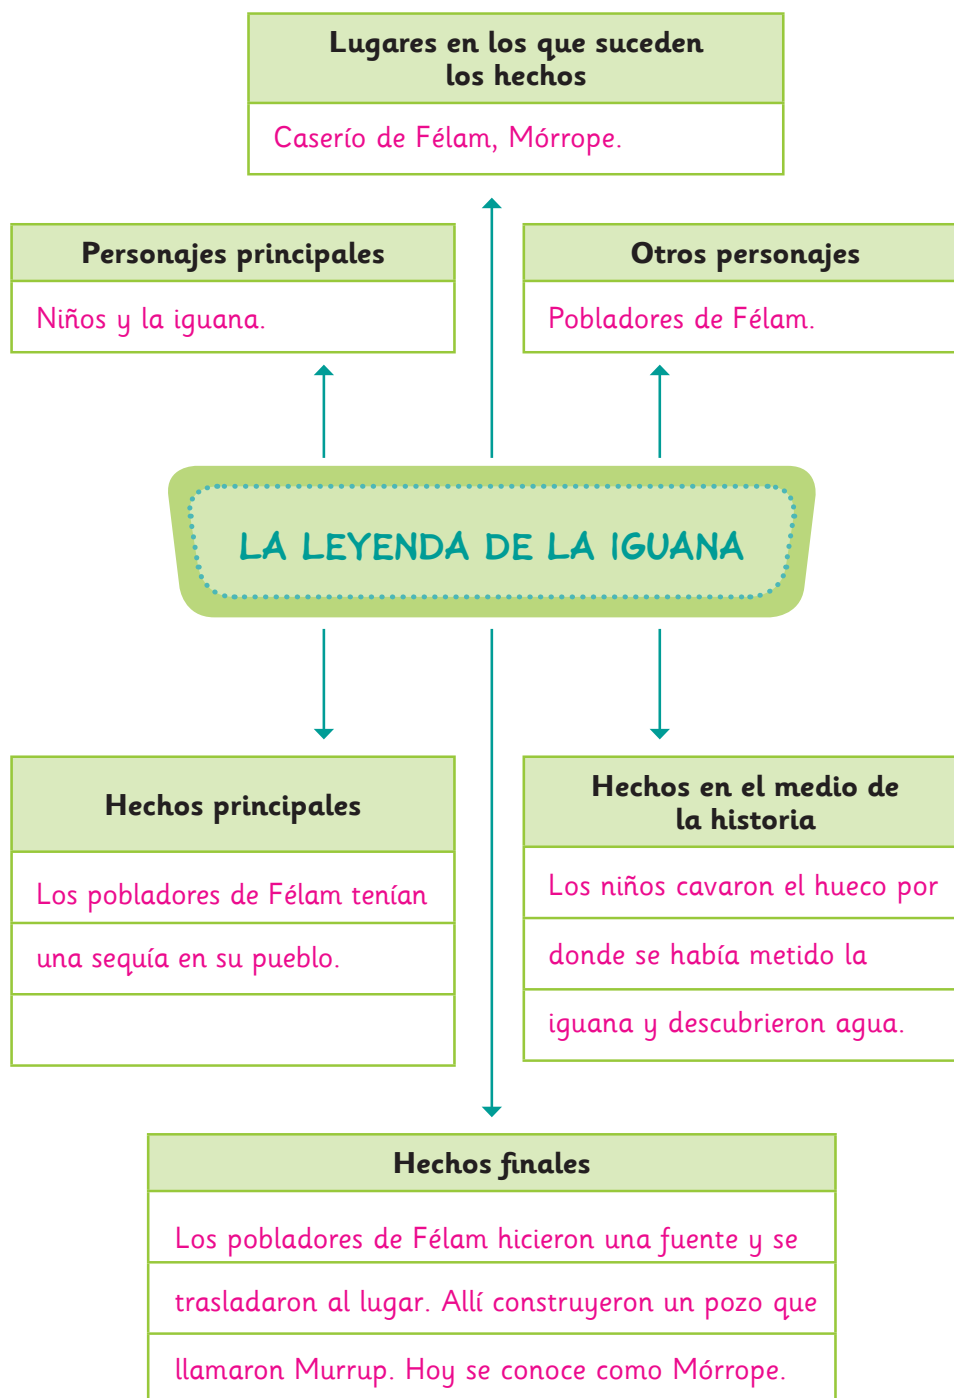 Lugares en los que suceden
los hechos
Caserío de Félam, Mórrope.
Personajes principales
Niños y la iguana.
Otros personajes
Pobladores de Félam.
LA LEYENDA DE LA IGUANA
Hechos principales
Los pobladores de Félam tenían
una sequía en su pueblo.
Hechos en el medio de
la historia
Los niños cavaron el hueco por
donde se había metido la
iguana y descubrieron agua.
Hechos finales
Los pobladores de Félam hicieron una fuente y se
trasladaron al lugar. Allí construyeron un pozo que
llamaron Murrup. Hoy se conoce como Mórrope.